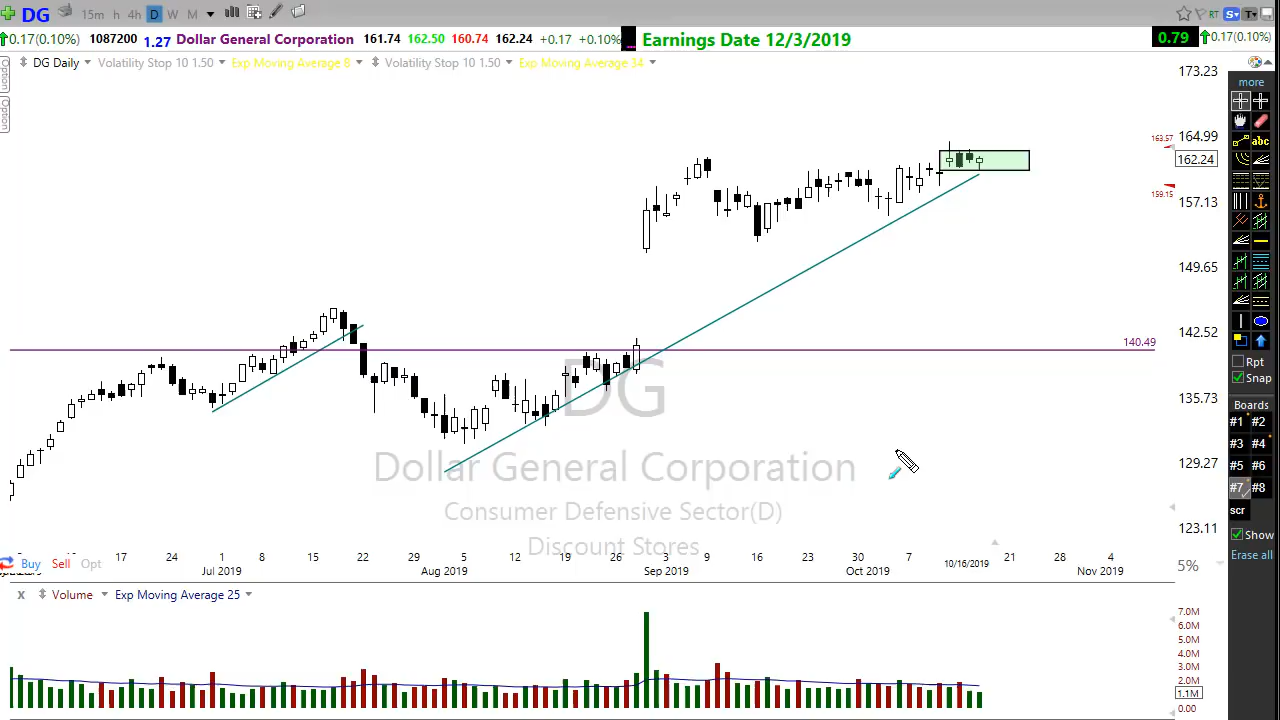 DG 15m h 4h D W M RT S T
0.17(0.10%) 1087200 1.27 Dollar General Corporation 161.74 162.50 160.74 162.24 +0.17 +0.10% Earnings Date 12/3/2019 0.79 0.17(0.10%)
Option
Option
DG Daily Volatility Stop 10 1.50 Exp Moving Average 8 Volatility Stop 10 1.50 Exp Moving Average 34
173.23
164.99
163.57
162.24
159.15
157.13
149.65
142.52
140.49
135.73
129.27
123.11
DG
Dollar General Corporation
Consumer Defensive Sector(D)
Discount Stores
17 24 1 8 15 22 29 5 12 19 26 3 9 16 23 30 7 21 28 4
Jul 2019 Aug 2019 Sep 2019 Oct 2019 10/16/2019 Nov 2019
Buy Sell Opt
5%
x Volume Exp Moving Average 25
7.0M
6.0M
5.0M
4.0M
3.0M
2.0M
1.1M
0.00
more
abc
Rpt
Snap
Boards
#1 #2
#3 #4
#5 #6
#7 #8
scr
Show
Erase all